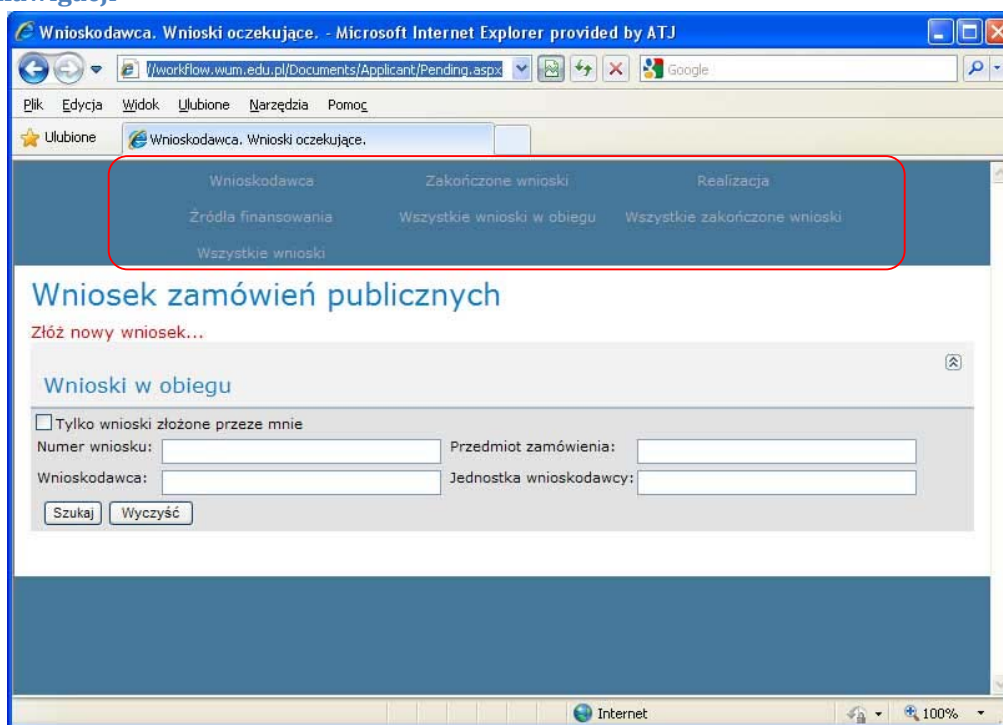 Wnioskodawca. Wnioski oczekujące. - Microsoft Internet Explorer provided by ATJ
//workflow.wum.edu.pl/Documents/Applicant/Pending.aspx Google
Plik Edycja Widok Ulubione Narzędzia Pomoc
Ulubione Wnioskodawca. Wnioski oczekujące.
Wnioskodawca Zakończone wnioski Realizacja
Źródła finansowania Wszystkie wnioski w obiegu Wszystkie zakończone wnioski
Wszystkie wnioski
Wniosek zamówień publicznych
Złóż nowy wniosek...
Wnioski w obiegu
Tylko wnioski złożone przeze mnie
Numer wniosku: Przedmiot zamówienia:
Wnioskodawca: Jednostka wnioskodawcy:
Szukaj Wyczyść
Internet 100%